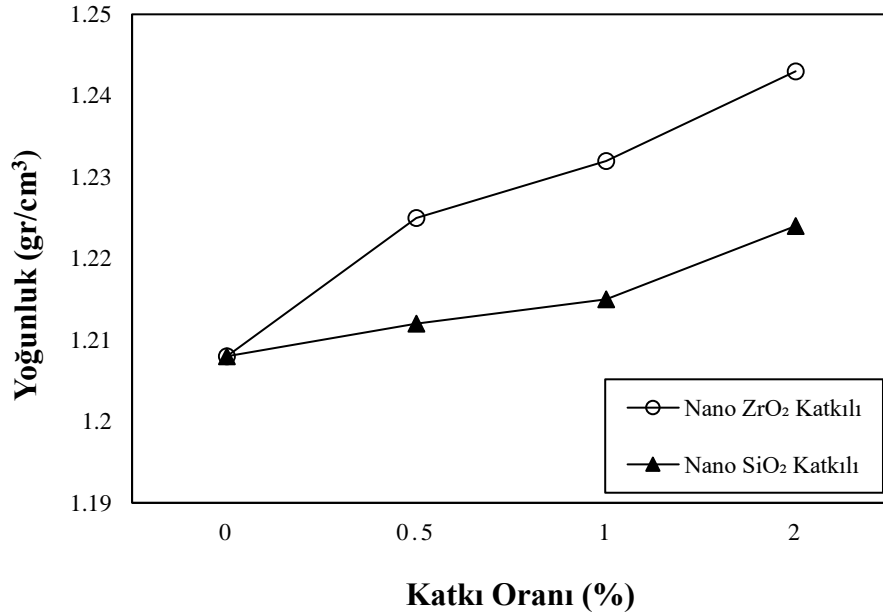 1.25
1.24
1.23
1.22
1.21
1.2
1.19
Yoğunluk (gr/cm³)
0 0.5 1 2
Katkı Oranı (%)
Nano ZrO₂ Katkılı
Nano SiO₂ Katkılı